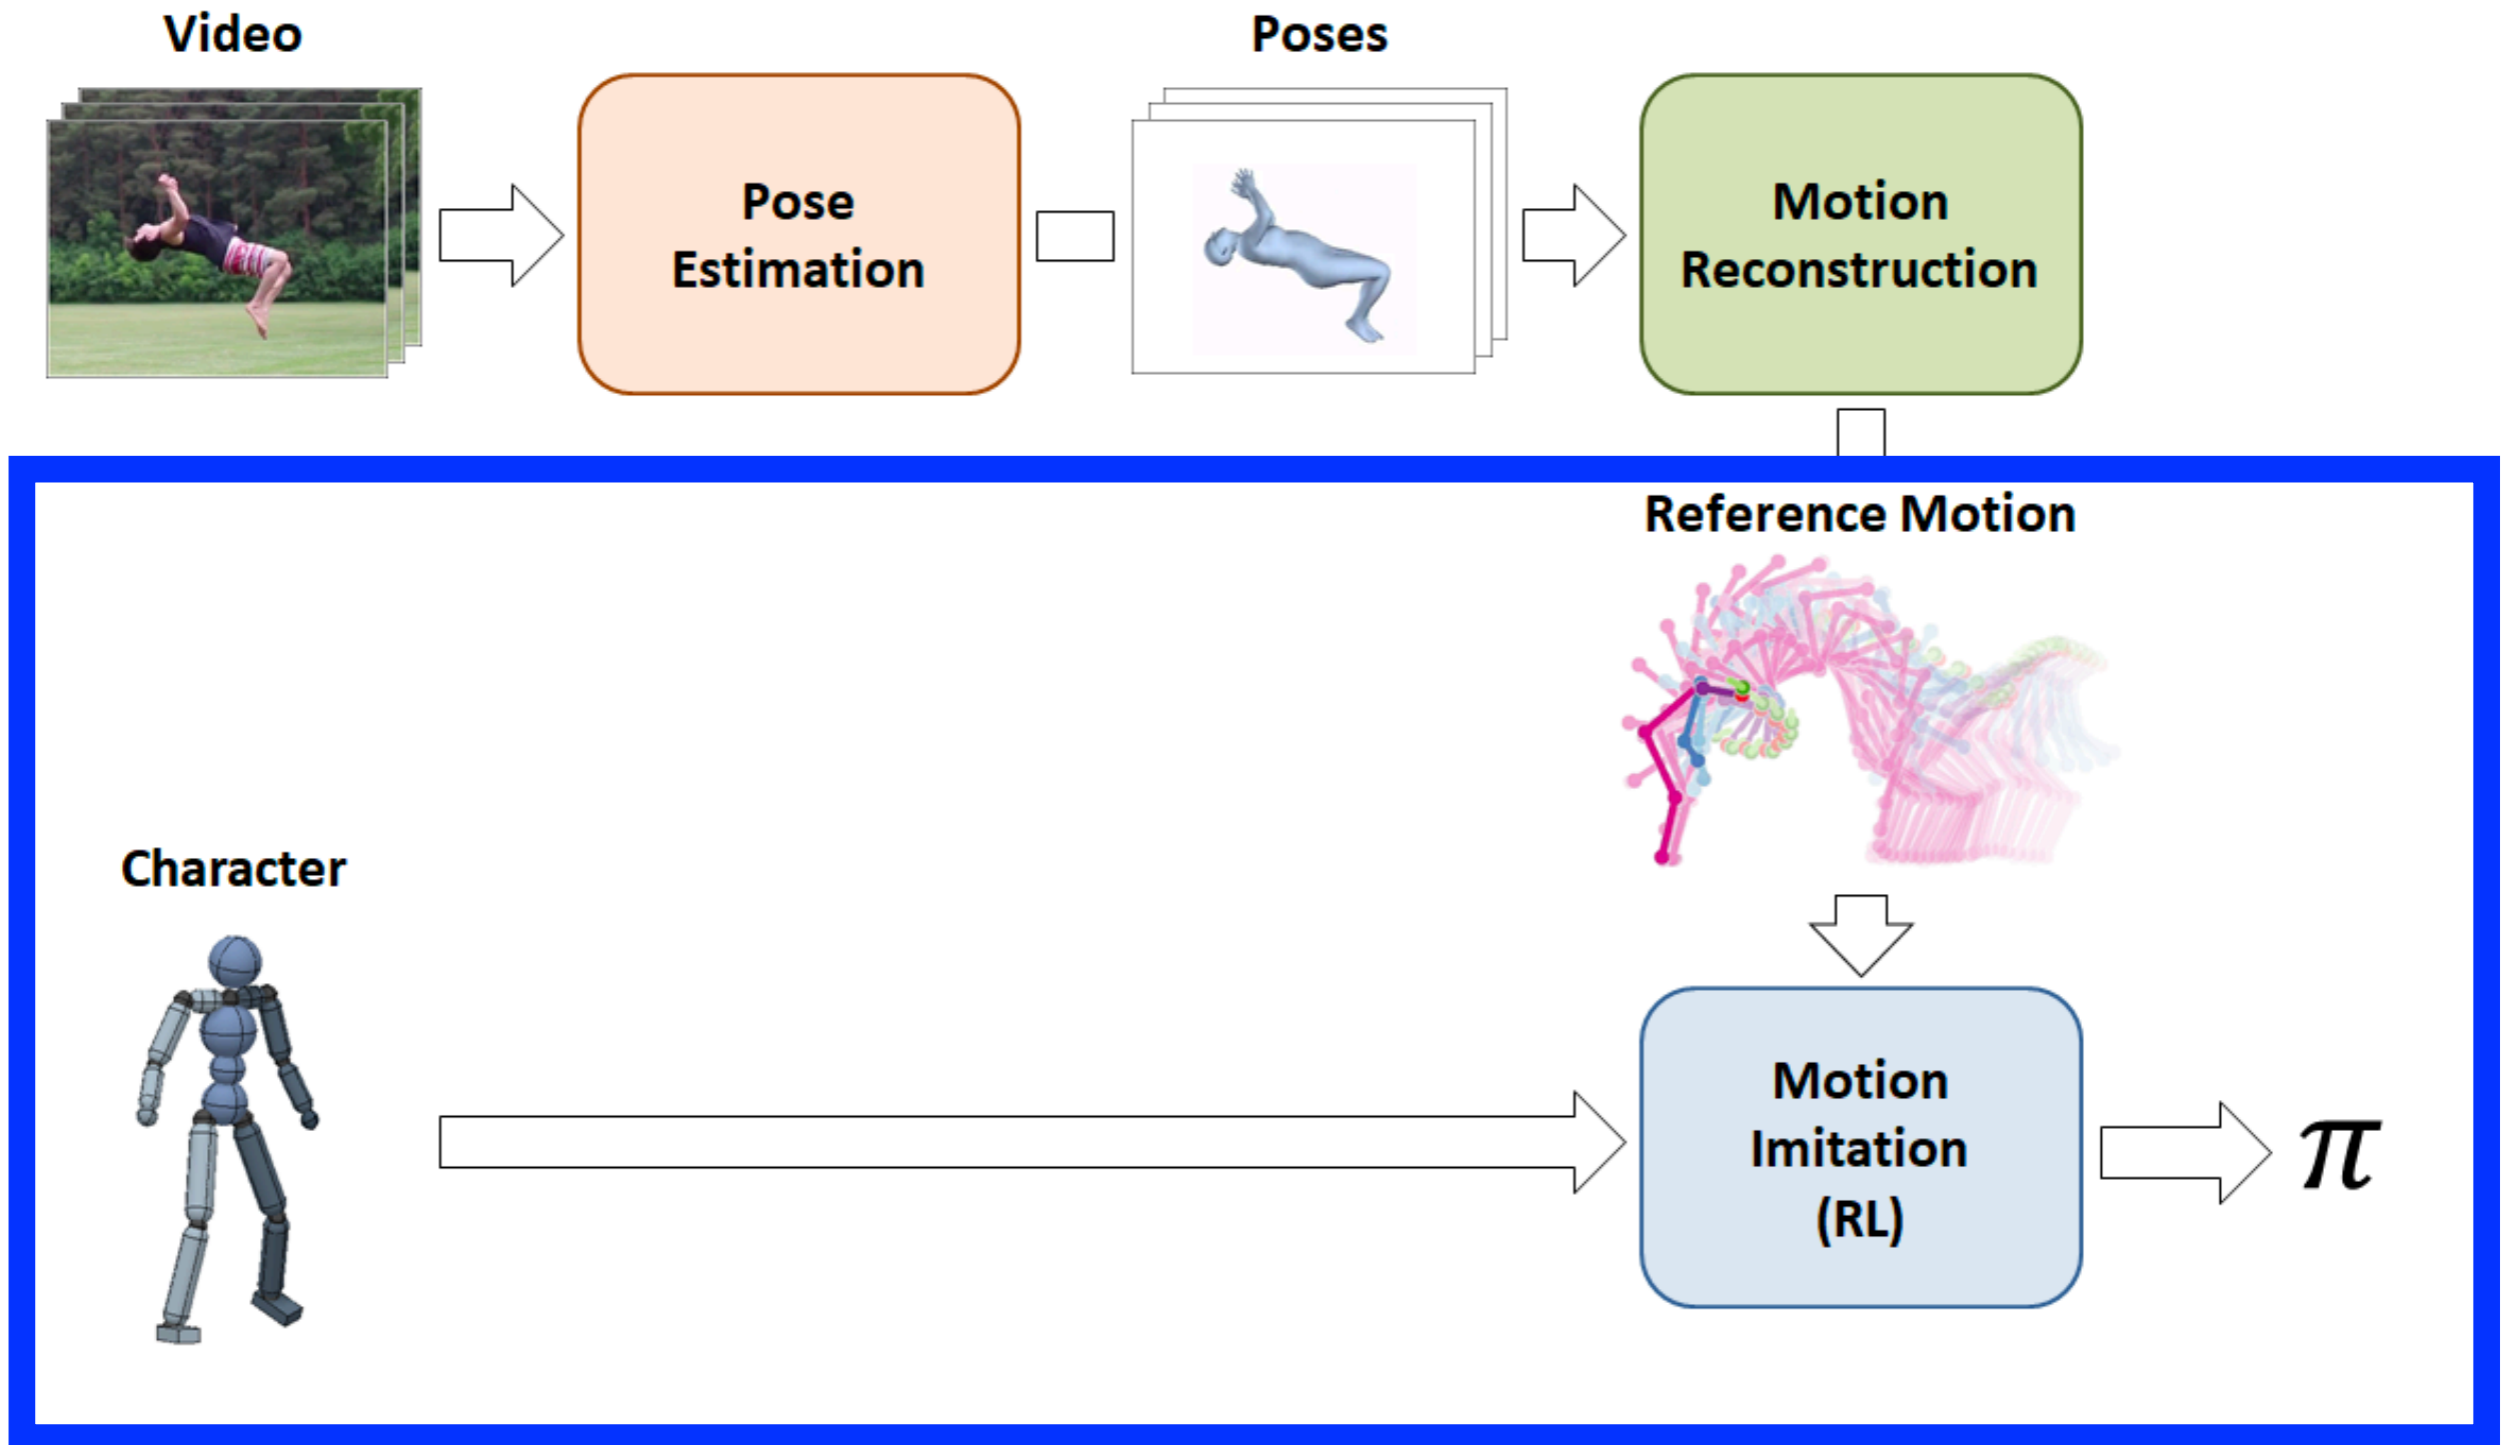 Video
Poses
Pose
Estimation
Motion
Reconstruction
Reference Motion
Character
Motion
Imitation
(RL)
π